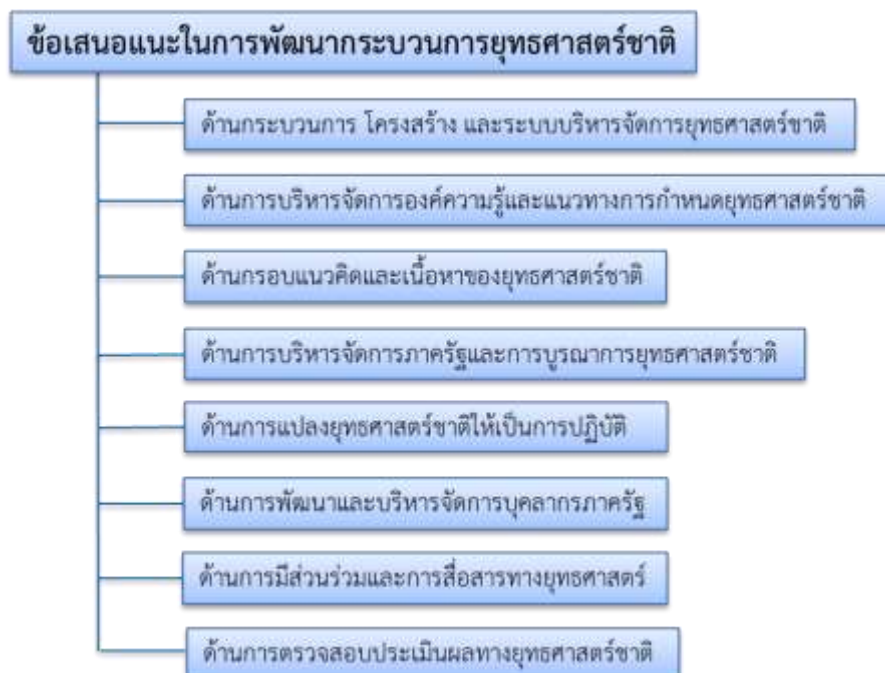 ข้อเสนอแนะในการพัฒนากระบวนการยุทธศาสตร์ชาติ
ด้านกระบวนการ โครงสร้าง และระบบบริหารจัดการยุทธศาสตร์ชาติ
ด้านการบริหารจัดการองค์ความรู้และแนวทางการกำหนดยุทธศาสตร์ชาติ
ด้านกรอบแนวคิดและเนื้อหาของยุทธศาสตร์ชาติ
ด้านการบริหารจัดการภาครัฐและการบูรณาการยุทธศาสตร์ชาติ
ด้านการแปลงยุทธศาสตร์ชาติให้เป็นการปฏิบัติ
ด้านการพัฒนาและบริหารจัดการบุคลากรภาครัฐ
ด้านการมีส่วนร่วมและการสื่อสารทางยุทธศาสตร์
ด้านการตรวจสอบประเมินผลทางยุทธศาสตร์ชาติ